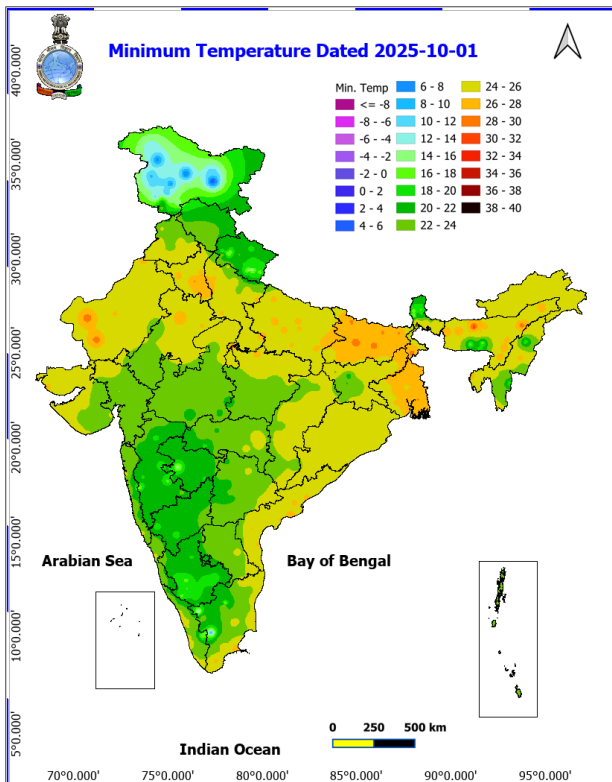 Minimum Temperature Dated 2025-10-01
Min. Temp
<= -8
-8 - -6
-6 - -4
-4 - -2
-2 - 0
0 - 2
2 - 4
4 - 6
6 - 8
8 - 10
10 - 12
12 - 14
14 - 16
16 - 18
18 - 20
20 - 22
22 - 24
24 - 26
26 - 28
28 - 30
30 - 32
32 - 34
34 - 36
36 - 38
38 - 40
40°0.000'
35°0.000'
30°0.000'
25°0.000'
20°0.000'
15°0.000'
10°0.000'
5°0.000'
Arabian Sea
Bay of Bengal
Indian Ocean
0 250 500 km
70°0.000' 75°0.000' 80°0.000' 85°0.000' 90°0.000' 95°0.000'